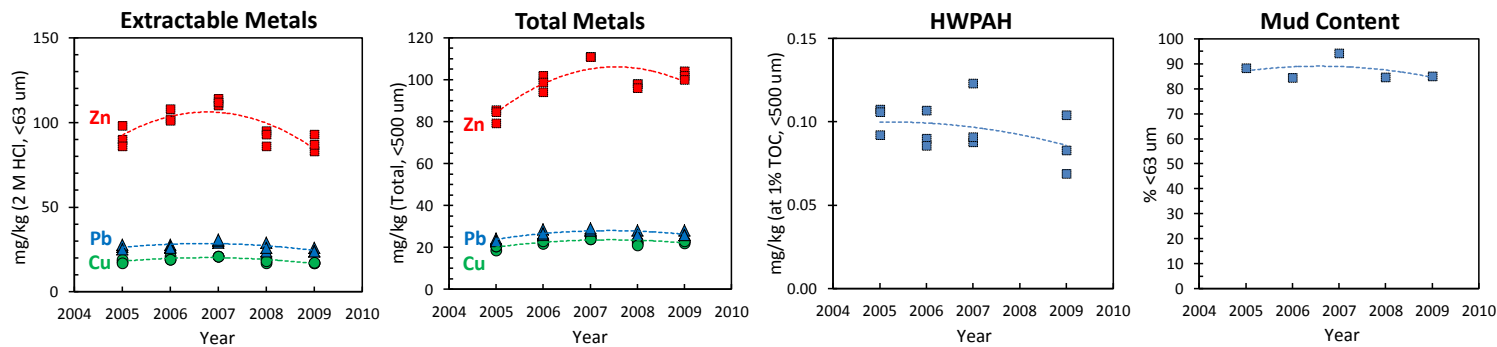 Extractable Metals
mg/kg (2 M HCl, <63 um)
150
100
50
0
Zn
Pb
Cu
2004 2005 2006 2007 2008 2009 2010
Year
Total Metals
mg/kg (Total, <500 um)
120
100
80
60
40
20
0
Zn
Pb
Cu
2004 2005 2006 2007 2008 2009 2010
Year
HWPAH
mg/kg (at 1% TOC, <500 um)
0.15
0.10
0.05
0.00
2004 2005 2006 2007 2008 2009 2010
Year
Mud Content
% <63 um
100
90
80
70
60
50
40
30
20
10
0
2004 2005 2006 2007 2008 2009 2010
Year